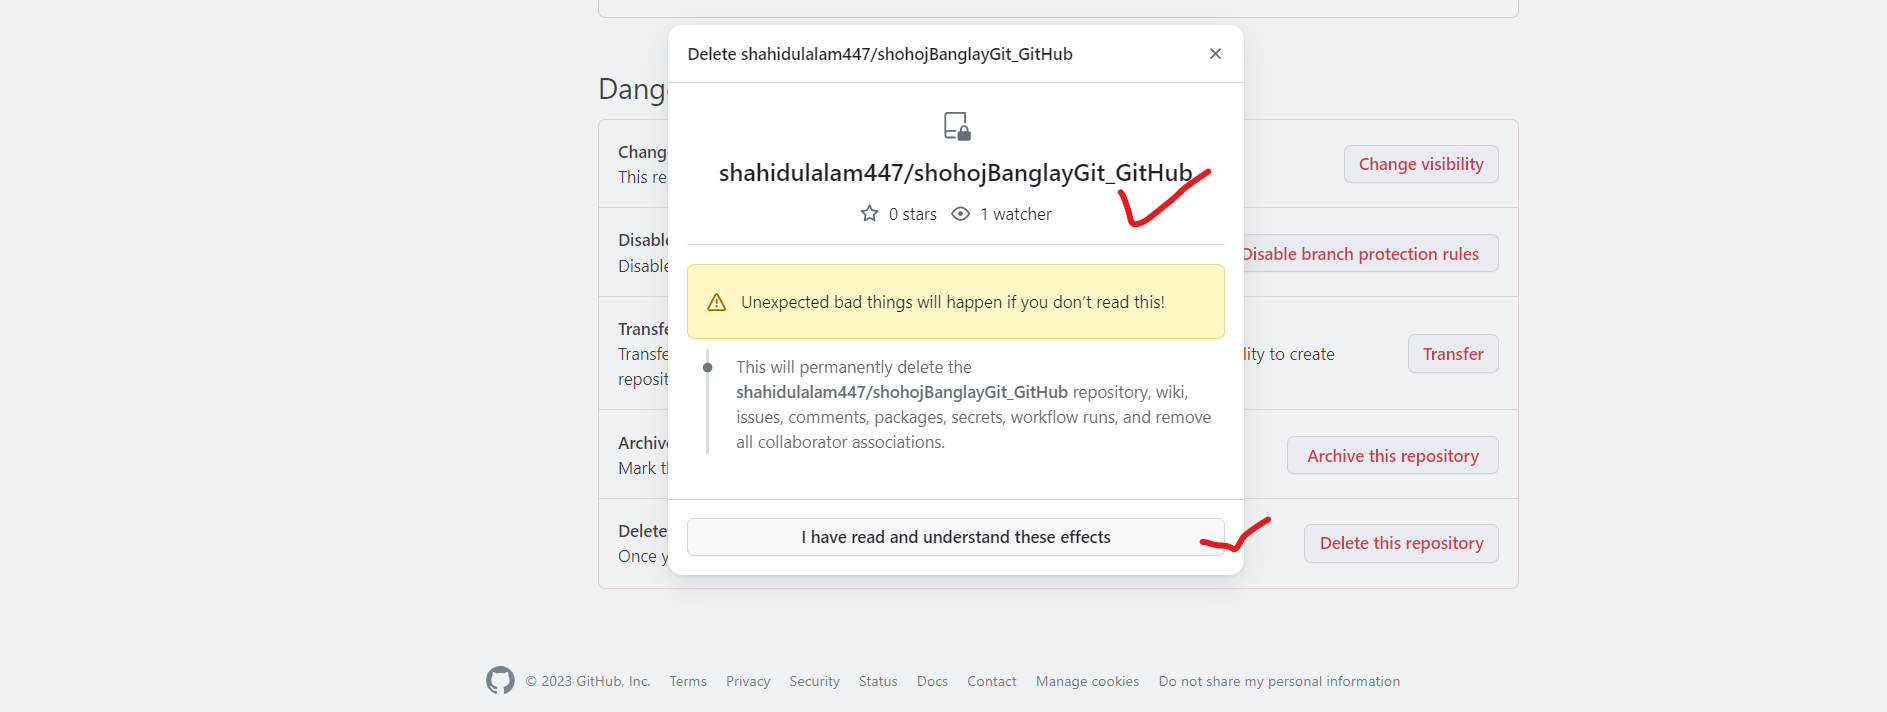 Delete shahidulalam447/shohojBanglayGit_GitHub
Dang
shahidulalam447/shohojBanglayGit_GitHub
0 stars 1 watcher
Chang
This re
Change visibility
Unexpected bad things will happen if you don’t read this!
Disable
Disable
Disable branch protection rules
This will permanently delete the
shahidulalam447/shohojBanglayGit_GitHub repository, wiki,
issues, comments, packages, secrets, workflow runs, and remove
all collaborator associations.
Transfe
Transfe
lity to create
reposit
Transfer
Archiv
Mark t
Archive this repository
I have read and understand these effects
Delete
Once y
Delete this repository
© 2023 GitHub, Inc. Terms Privacy Security Status Docs Contact Manage cookies Do not share my personal information